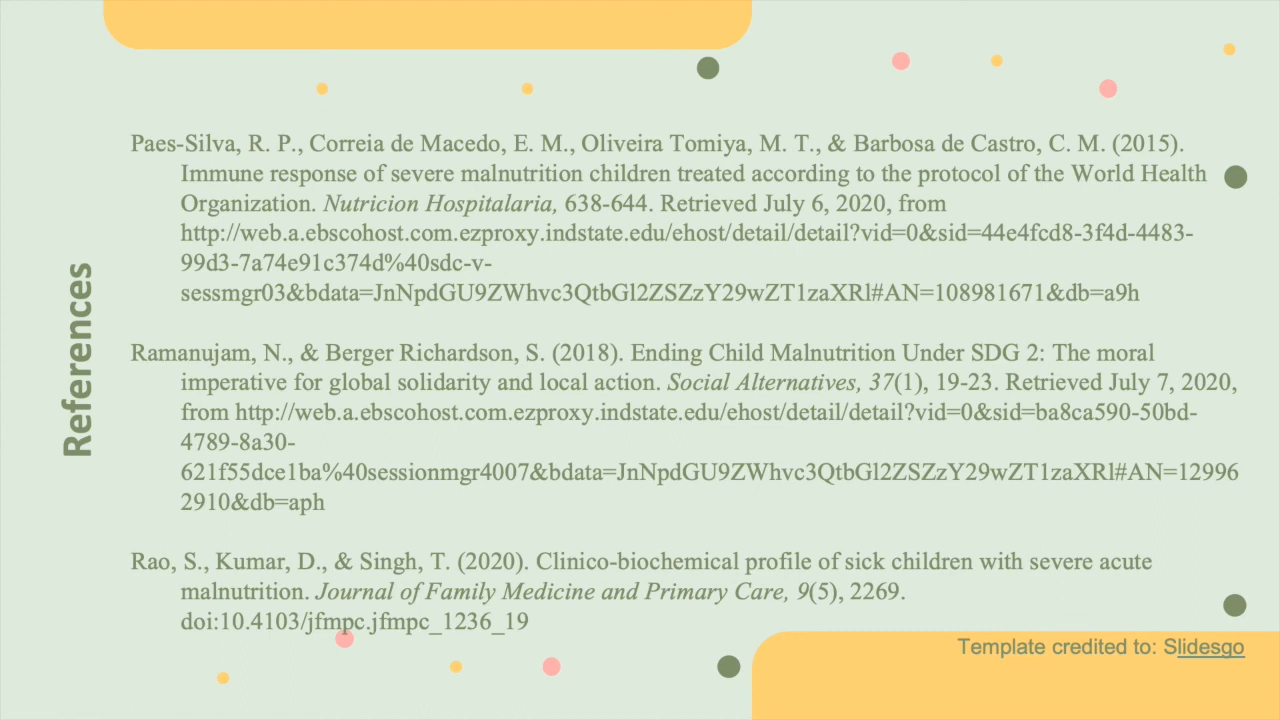 References
Paes-Silva, R. P., Correia de Macedo, E. M., Oliveira Tomiya, M. T., & Barbosa de Castro, C. M. (2015).
Immune response of severe malnutrition children treated according to the protocol of the World Health
Organization. Nutricion Hospitalaria, 638-644. Retrieved July 6, 2020, from
http://web.a.ebscohost.com.ezproxy.indstate.edu/ehost/detail/detail?vid=0&sid=44e4fcd8-3f4d-4483-
99d3-7a74e91c374d%40sdc-v-
sessmgr03&bdata=JnNpdGU9ZWhvc3QtbGl2ZSZzY29wZT1zaXRl#AN=108981671&db=a9h
Ramanujam, N., & Berger Richardson, S. (2018). Ending Child Malnutrition Under SDG 2: The moral
imperative for global solidarity and local action. Social Alternatives, 37(1), 19-23. Retrieved July 7, 2020,
from http://web.a.ebscohost.com.ezproxy.indstate.edu/ehost/detail/detail?vid=0&sid=ba8ca590-50bd-
4789-8a30-
621f55dce1ba%40sessionmgr4007&bdata=JnNpdGU9ZWhvc3QtbGl2ZSZzY29wZT1zaXRl#AN=12996
2910&db=aph
Rao, S., Kumar, D., & Singh, T. (2020). Clinico-biochemical profile of sick children with severe acute
malnutrition. Journal of Family Medicine and Primary Care, 9(5), 2269.
doi:10.4103/jfmpc.jfmpc_1236_19
Template credited to: Slidesgo